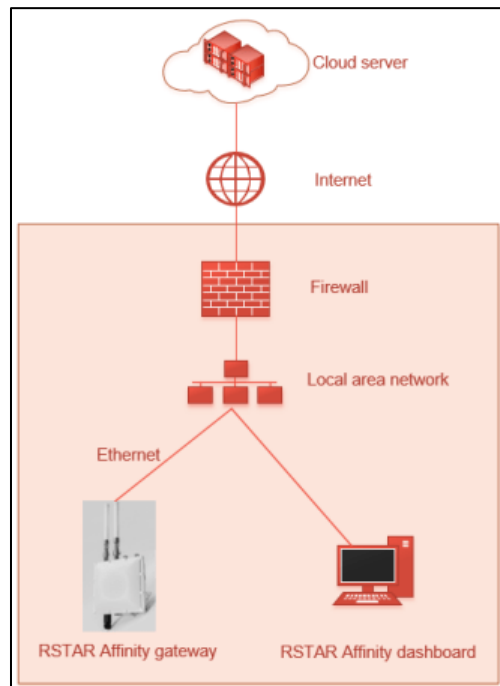 Cloud server
Internet
Firewall
Local area network
Ethernet
RSTAR Affinity gateway
RSTAR Affinity dashboard